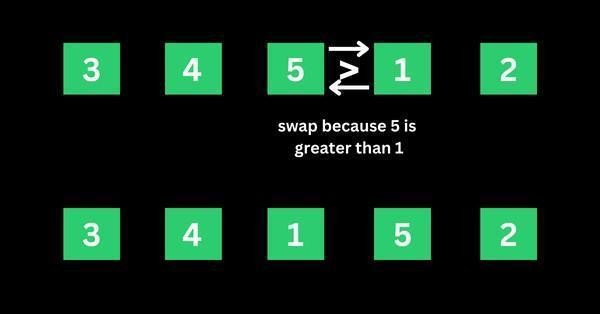 3 4 5 > 1 2
swap because 5 is
greater than 1
3 4 1 5 2